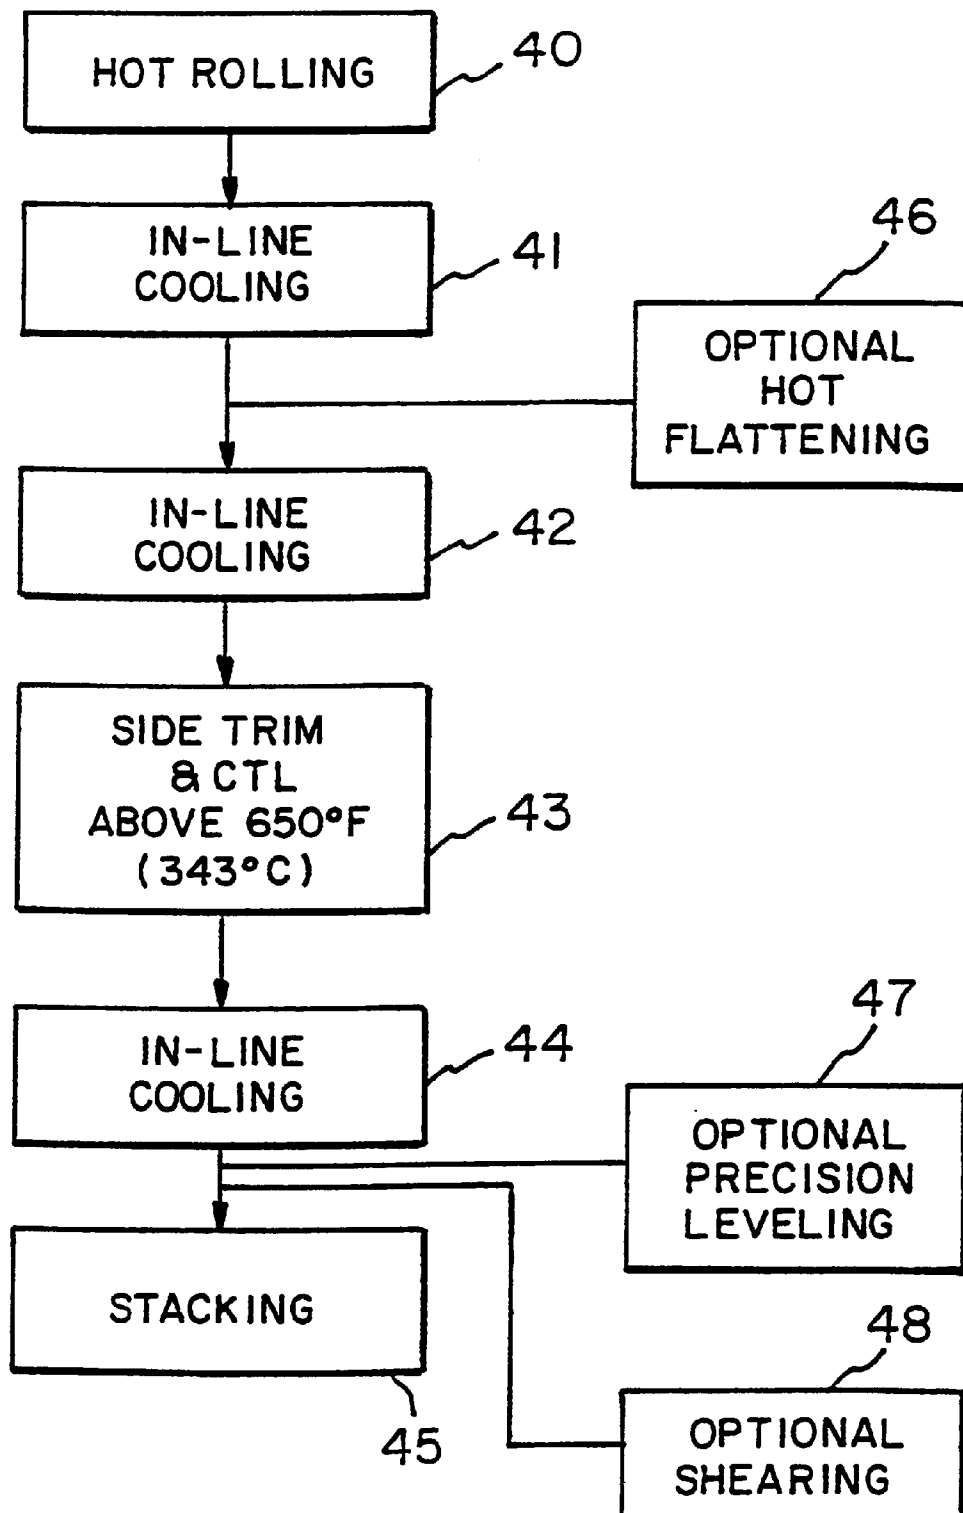 HOT ROLLING
40
IN-LINE
COOLING
41
46
OPTIONAL
HOT
FLATTENING
IN-LINE
COOLING
42
SIDE TRIM
& CTL
ABOVE 650°F
(343°C)
43
IN-LINE
COOLING
44
47
OPTIONAL
PRECISION
LEVELING
STACKING
45
48
OPTIONAL
SHEARING